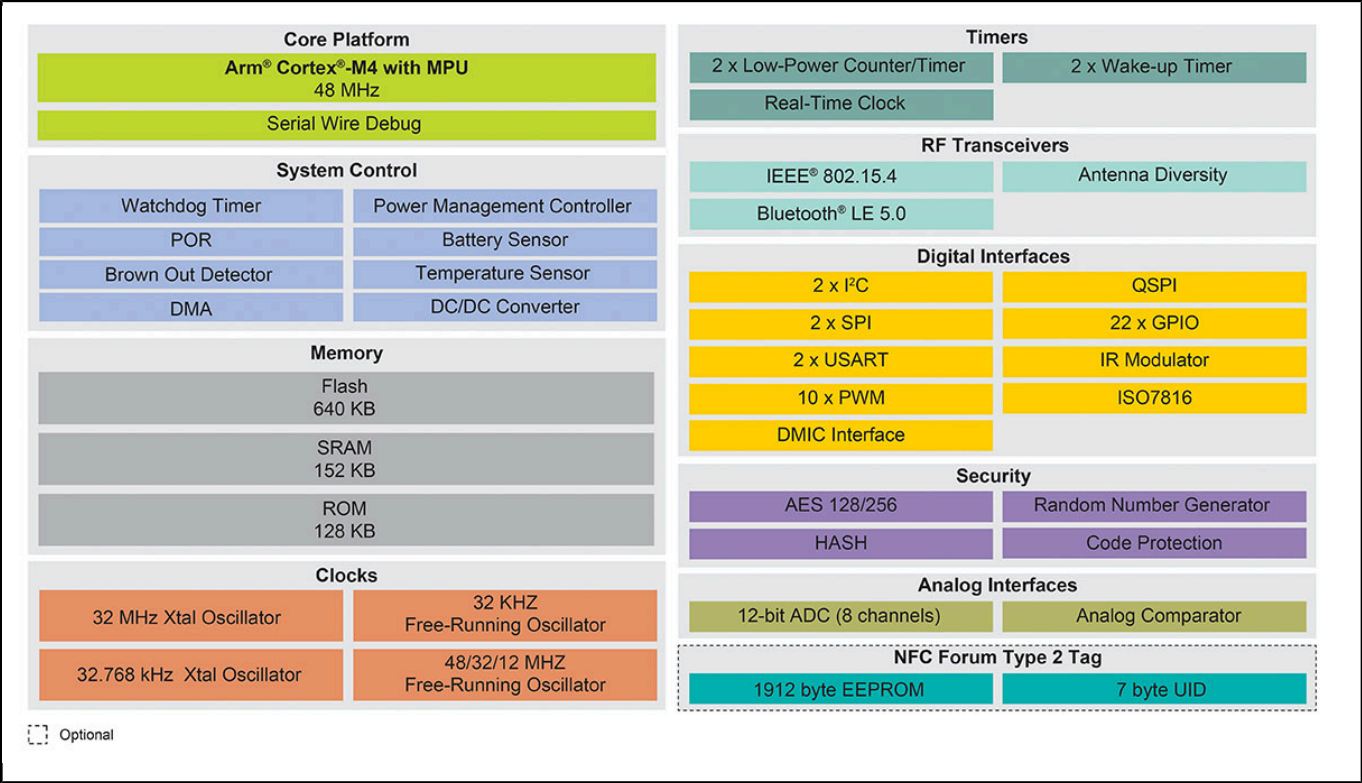 Core Platform
Arm® Cortex®-M4 with MPU
48 MHz
Serial Wire Debug
System Control
Watchdog Timer
Power Management Controller
POR
Battery Sensor
Brown Out Detector
Temperature Sensor
DMA
DC/DC Converter
Memory
Flash
640 KB
SRAM
152 KB
ROM
128 KB
Clocks
32 MHz Xtal Oscillator
32 KHZ
Free-Running Oscillator
32.768 kHz Xtal Oscillator
48/32/12 MHZ
Free-Running Oscillator
Timers
2 x Low-Power Counter/Timer
2 x Wake-up Timer
Real-Time Clock
RF Transceivers
IEEE® 802.15.4
Antenna Diversity
Bluetooth® LE 5.0
Digital Interfaces
2 x I²C
QSPI
2 x SPI
22 x GPIO
2 x USART
IR Modulator
10 x PWM
ISO7816
DMIC Interface
Security
AES 128/256
Random Number Generator
HASH
Code Protection
Analog Interfaces
12-bit ADC (8 channels)
Analog Comparator
NFC Forum Type 2 Tag
1912 byte EEPROM
7 byte UID
Optional